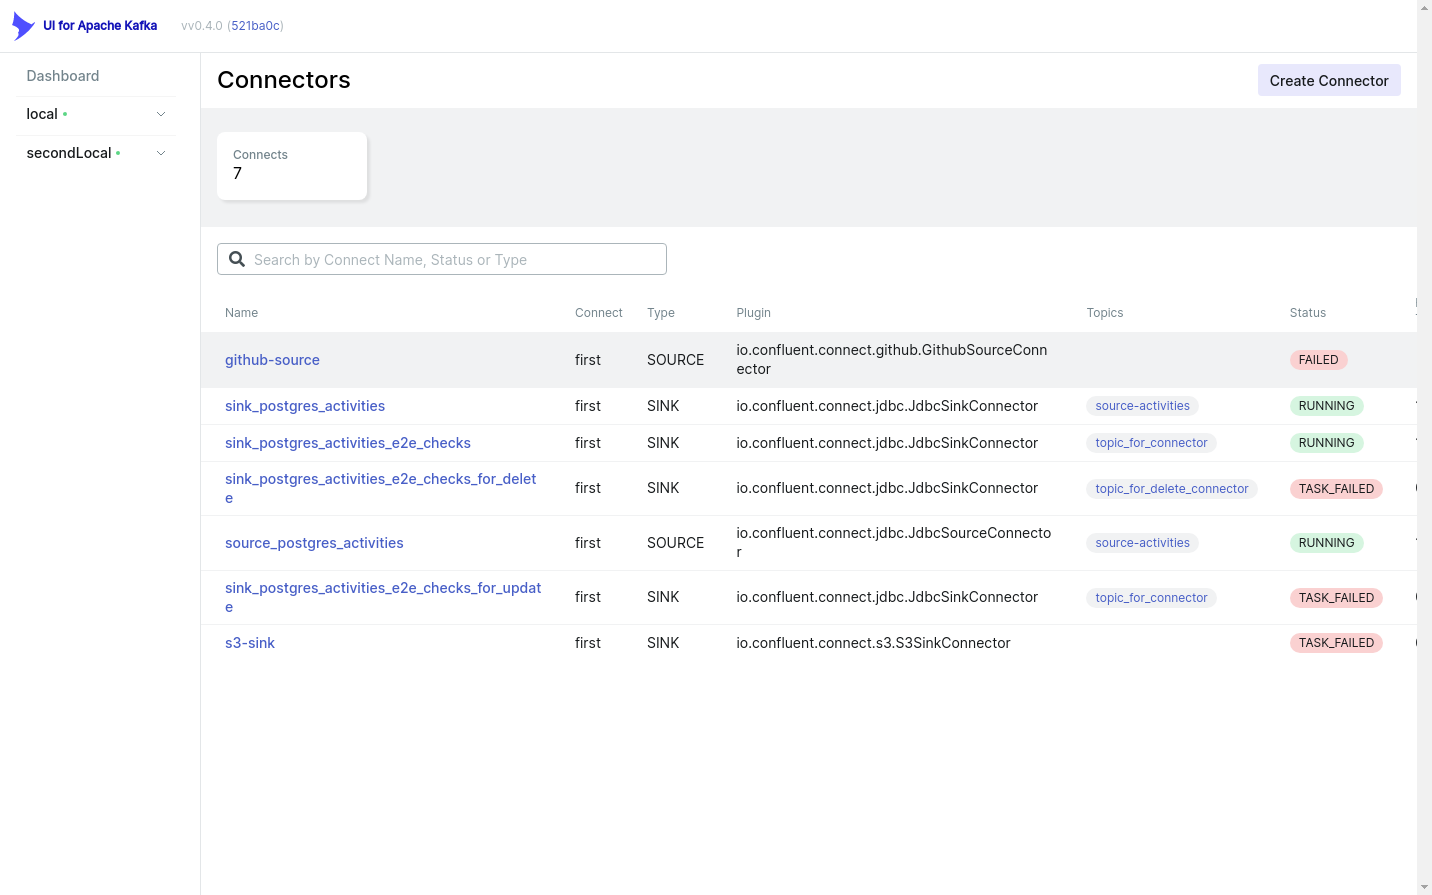 UI for Apache Kafka vv0.4.0 (521ba0c)
Dashboard
local
secondLocal
Connectors
Create Connector
Connects
7
Search by Connect Name, Status or Type
Name Connect Type Plugin Topics Status
github-source first SOURCE io.confluent.connect.github.GithubSourceConn
ector FAILED
sink_postgres_activities first SINK io.confluent.connect.jdbc.JdbcSinkConnector source-activities RUNNING
sink_postgres_activities_e2e_checks first SINK io.confluent.connect.jdbc.JdbcSinkConnector topic_for_connector RUNNING
sink_postgres_activities_e2e_checks_for_delet
e first SINK io.confluent.connect.jdbc.JdbcSinkConnector topic_for_delete_connector TASK_FAILED
source_postgres_activities first SOURCE io.confluent.connect.jdbc.JdbcSourceConnecto
r source-activities RUNNING
sink_postgres_activities_e2e_checks_for_updat
e first SINK io.confluent.connect.jdbc.JdbcSinkConnector topic_for_connector TASK_FAILED
s3-sink first SINK io.confluent.connect.s3.S3SinkConnector TASK_FAILED